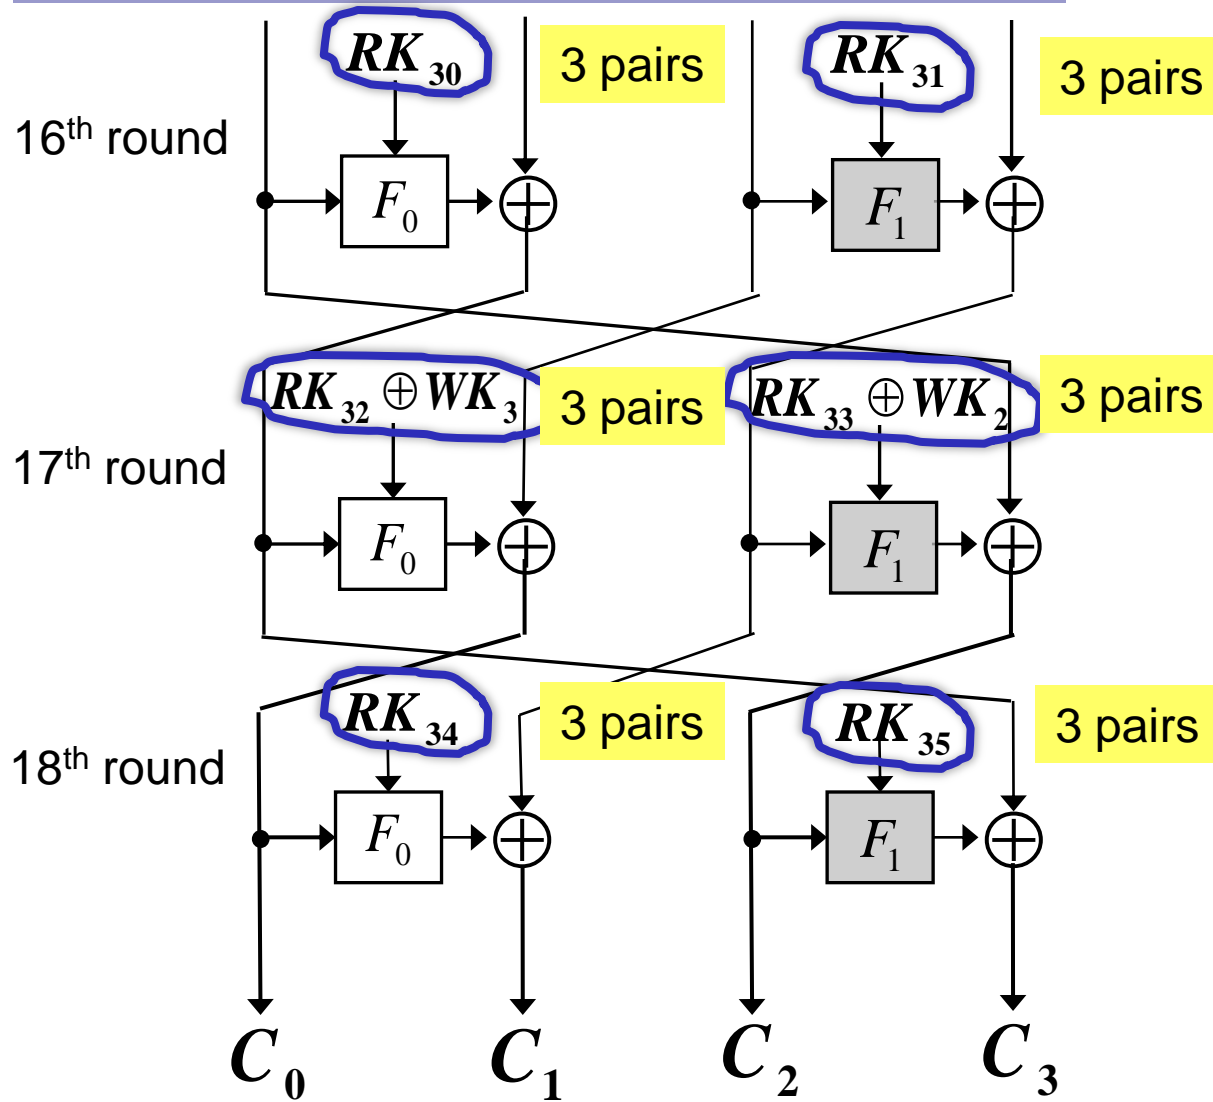 RK₃₀ 3 pairs RK₃₁ 3 pairs
16ᵗʰ round
F₀ F₁
RK₃₂ ⊕ WK₃ 3 pairs RK₃₃ ⊕ WK₂ 3 pairs
17ᵗʰ round
F₀ F₁
RK₃₄ 3 pairs RK₃₅ 3 pairs
18ᵗʰ round
F₀ F₁
C₀ C₁ C₂ C₃